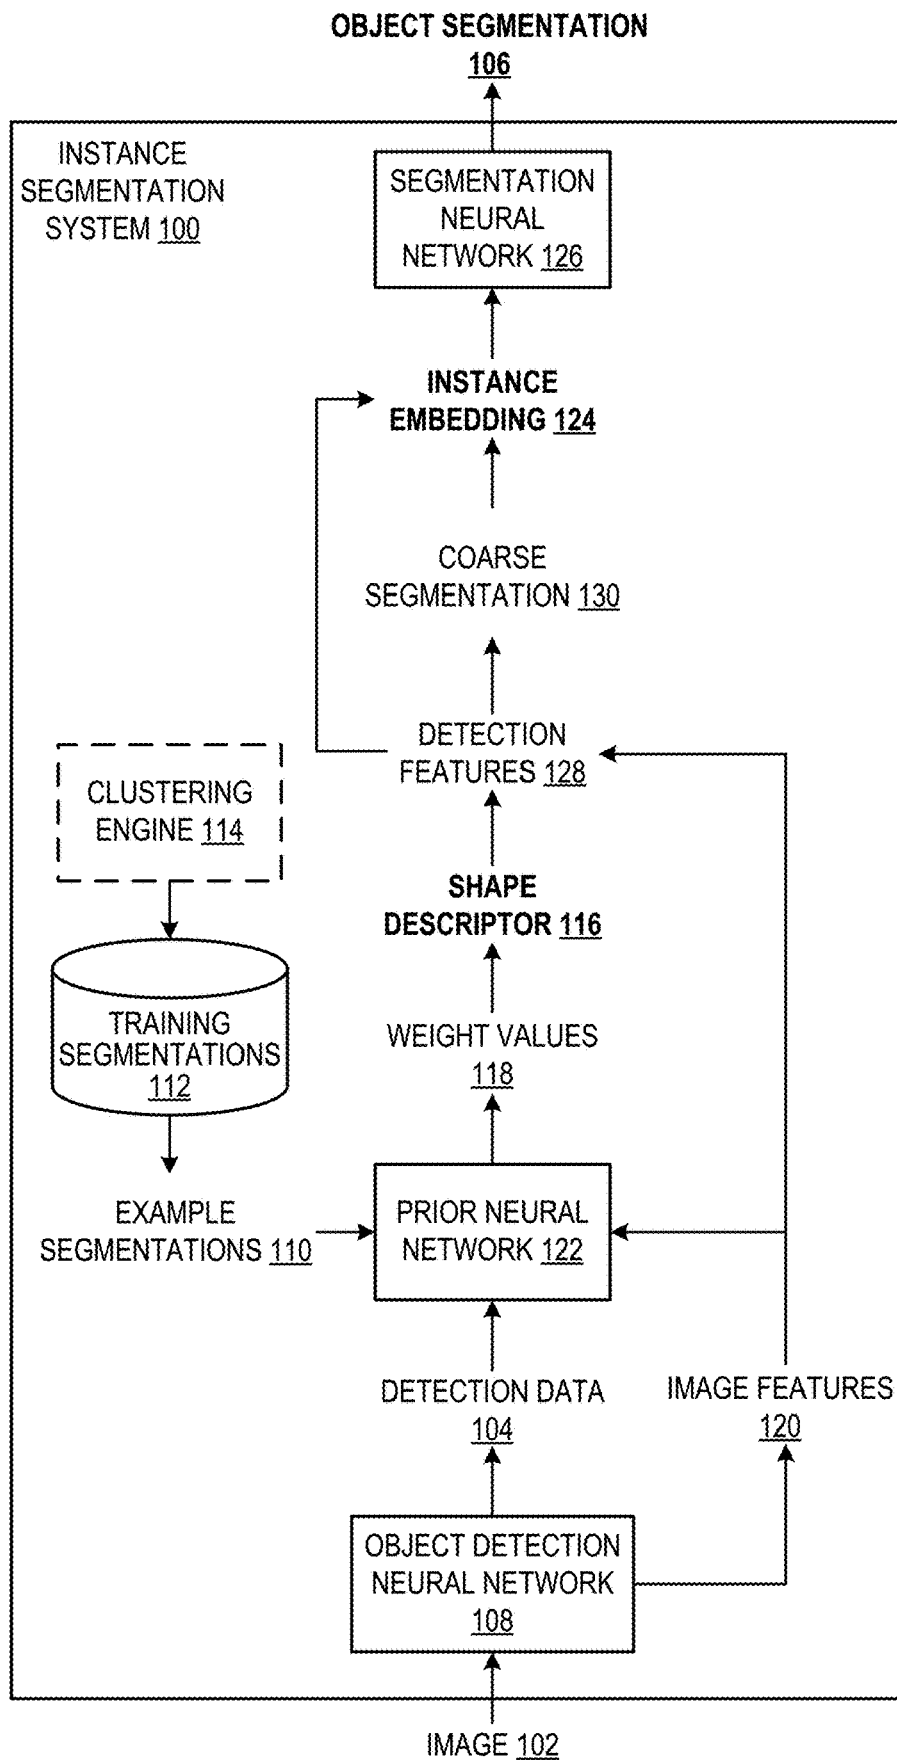 OBJECT SEGMENTATION
106
INSTANCE
SEGMENTATION
SYSTEM 100
SEGMENTATION
NEURAL
NETWORK 126
INSTANCE
EMBEDDING 124
COARSE
SEGMENTATION 130
DETECTION
FEATURES 128
CLUSTERING
ENGINE 114
SHAPE
DESCRIPTOR 116
TRAINING
SEGMENTATIONS
112
WEIGHT VALUES
118
EXAMPLE
SEGMENTATIONS 110
PRIOR NEURAL
NETWORK 122
DETECTION DATA
104
IMAGE FEATURES
120
OBJECT DETECTION
NEURAL NETWORK
108
IMAGE 102